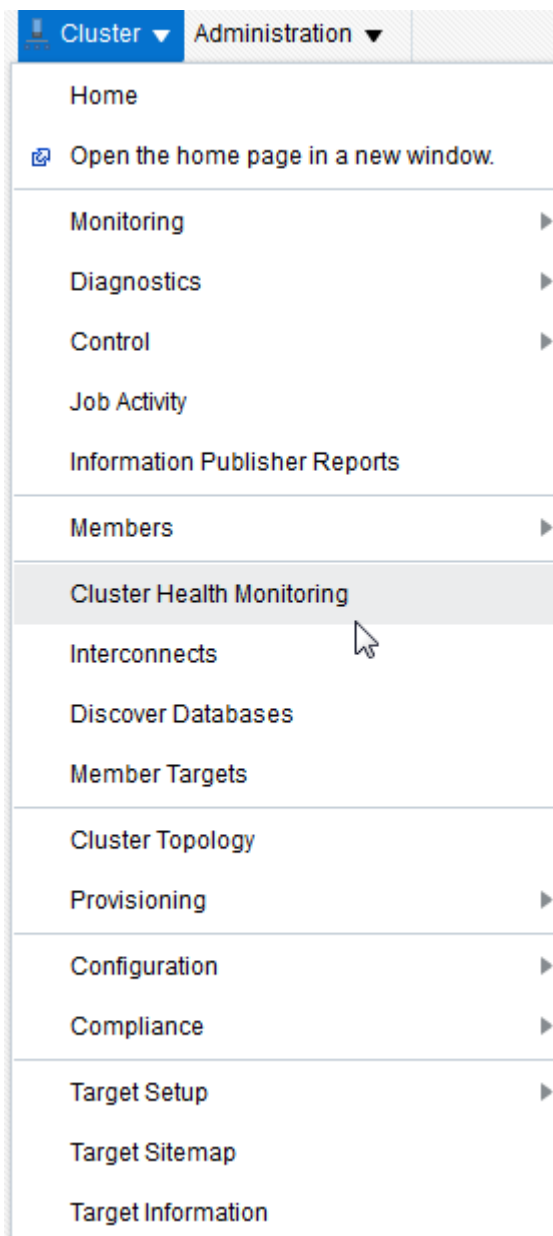 Cluster Administration
Home
Open the home page in a new window.
Monitoring
Diagnostics
Control
Job Activity
Information Publisher Reports
Members
Cluster Health Monitoring
Interconnects
Discover Databases
Member Targets
Cluster Topology
Provisioning
Configuration
Compliance
Target Setup
Target Sitemap
Target Information